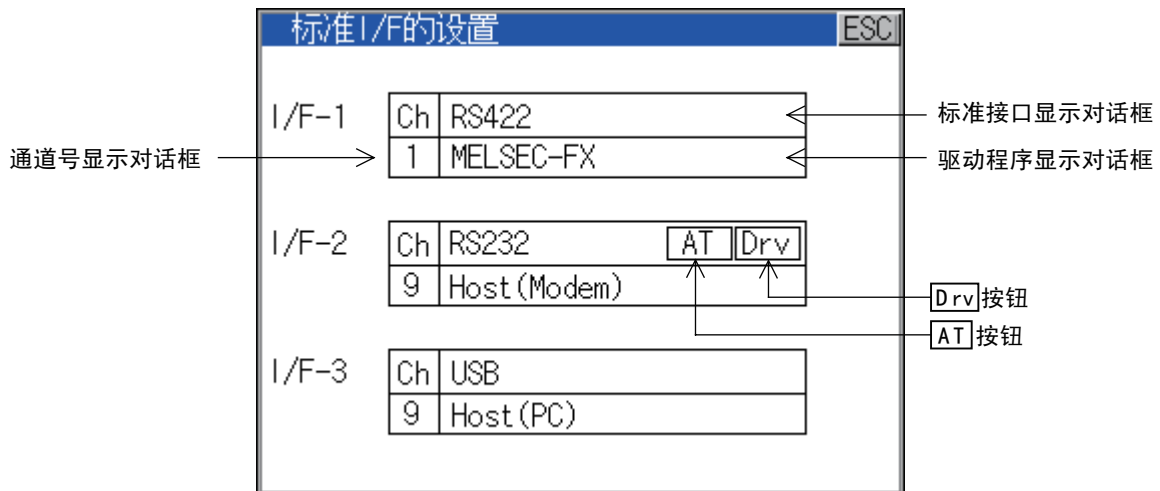 标准I/F的设置 ESC
I/F-1 Ch RS422
标准接口显示对话框
通道号显示对话框
1 MELSEC-FX
驱动程序显示对话框
I/F-2 Ch RS232 AT Drv
9 Host(Modem)
Drv按钮
AT按钮
I/F-3 Ch USB
9 Host(PC)